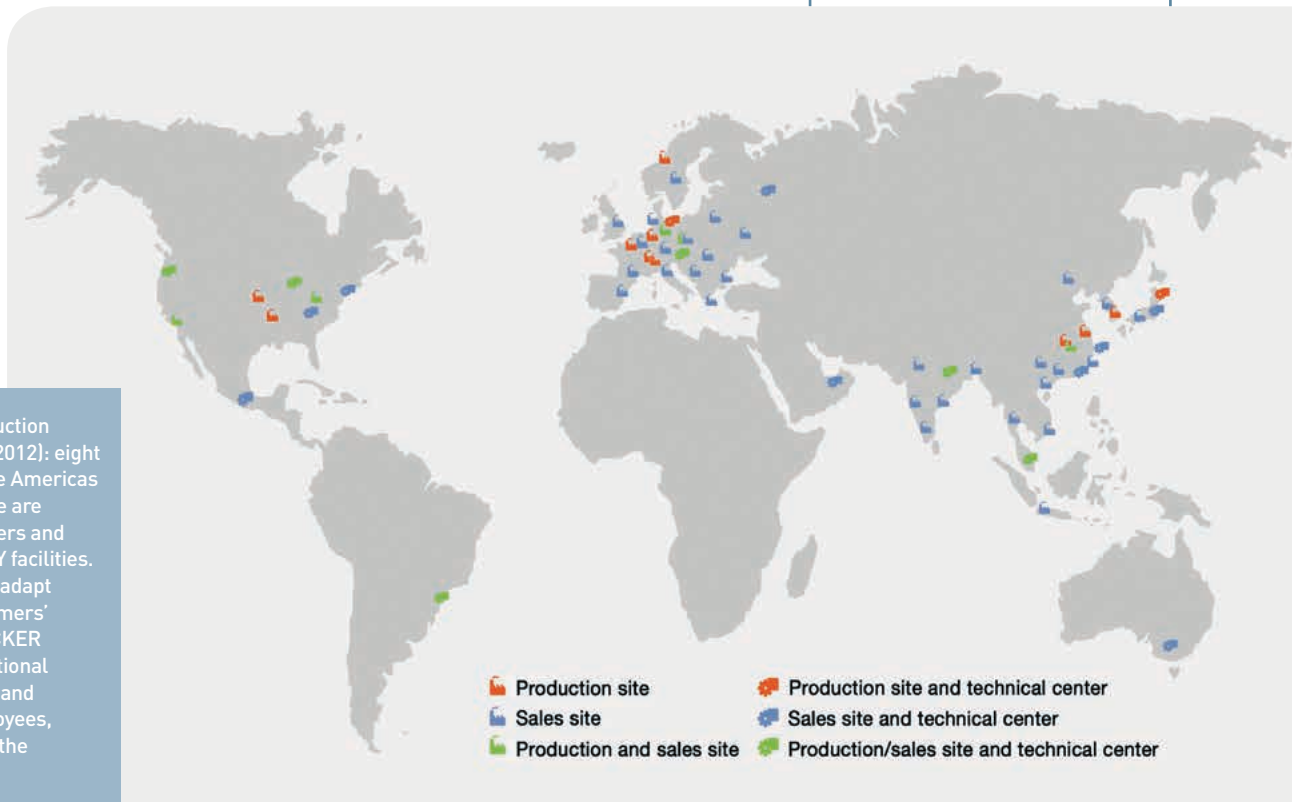 uction
2012): eight
e Americas
e are
ers and
Y facilities.
adapt
mers’
CKER
tional
and
oyees,
the
Production site
Sales site
Production and sales site
Production site and technical center
Sales site and technical center
Production/sales site and technical center